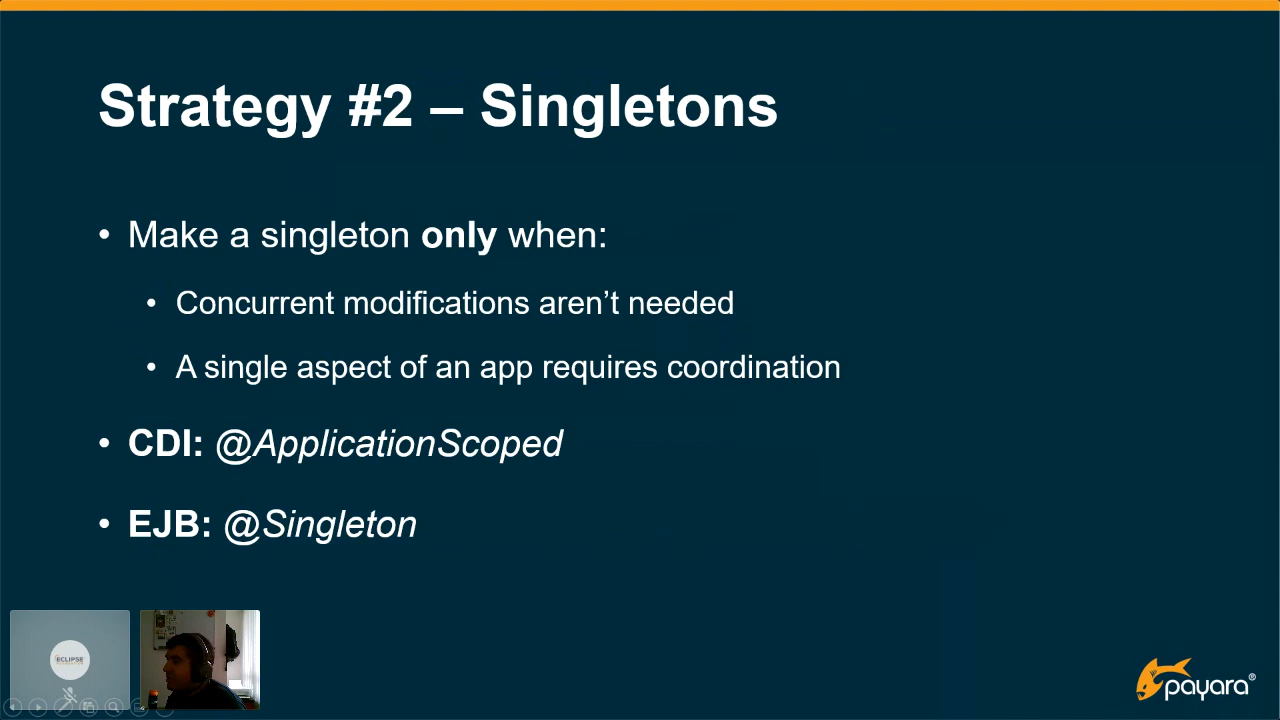 Strategy #2 – Singletons
• Make a singleton only when:
• Concurrent modifications aren’t needed
• A single aspect of an app requires coordination
• CDI: @ApplicationScoped
• EJB: @Singleton
ECLIPSE
payara®